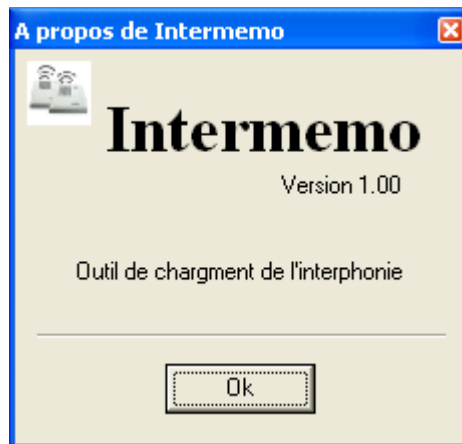 A propos de Intermemo
Intermemo
Version 1.00
Outil de chargment de l'interphonie
Ok